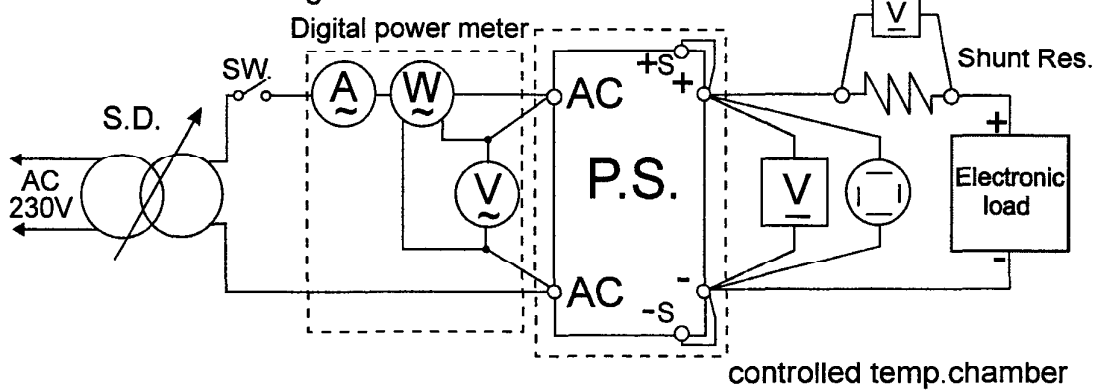 Digital power meter
V
SW.
Shunt Res.
+S
+
A
~
W
~
AC
S.D.
+
AC
230V
V
~
P.S.
V
Electronic
load
AC
-
-
-S
controlled temp.chamber